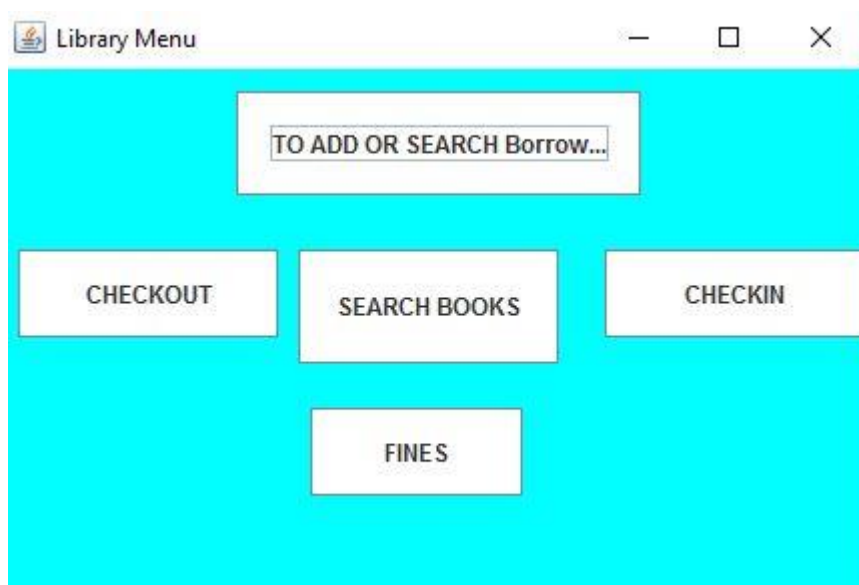 Library Menu
TO ADD OR SEARCH Borrow...
CHECKOUT
SEARCH BOOKS
CHECKIN
FINES